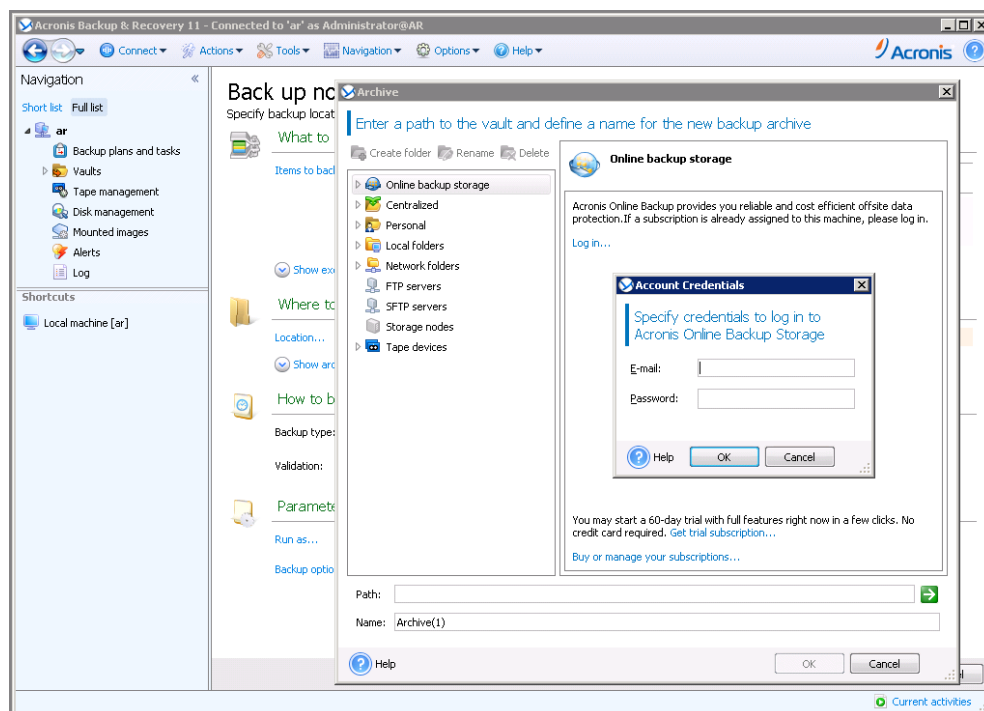 Acronis Backup & Recovery 11 - Connected to 'ar' as Administrator@AR
Connect Actions Tools Navigation Options Help
Acronis
Navigation
Short list Full list
ar
Backup plans and tasks
Vaults
Tape management
Disk management
Mounted images
Alerts
Log
Shortcuts
Local machine [ar]
Back up
Specify backup
What to
Items to
Show
Where to
Location...
Show
How to
Backup type:
Validation:
Run as...
Backup
Archive
Enter a path to the vault and define a name for the new backup archive
Create folder Rename Delete
Online backup storage
Centralized
Personal
Local folders
Network folders
FTP servers
SFTP servers
Storage nodes
Tape devices
Online backup storage
Acronis Online Backup provides you reliable and cost efficient offsite data
protection.If a subscription is already assigned to this machine, please log in.
Log in...
Account Credentials
Specify credentials to log in to
Acronis Online Backup Storage
E-mail:
Password:
Help OK Cancel
You may start a 60-day trial with full features right now in a few clicks. No
credit card required. Get trial subscription...
Buy or manage your subscriptions...
Path:
Name: Archive(1)
Help OK Cancel
Current activities